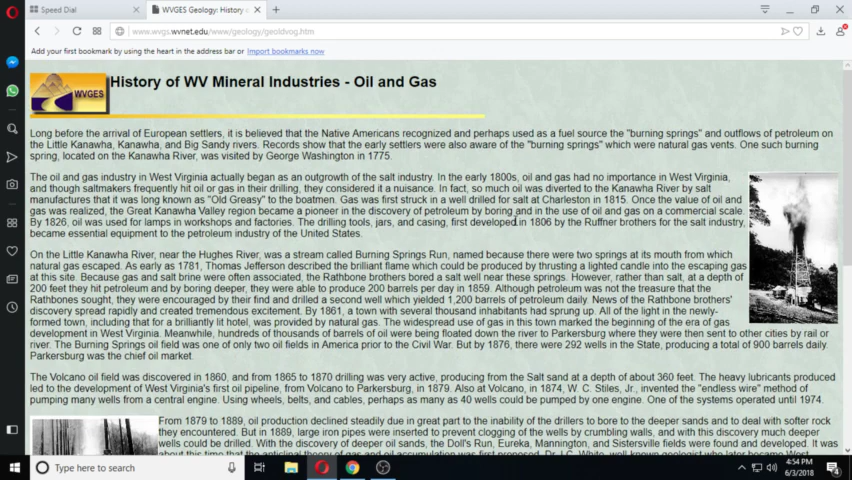 Speed Dial
WVGES Geology: History o
www.wvgs.wvnet.edu/www/geology/geoldvog.htm
Add your first bookmark by using the heart in the address bar or Import bookmarks now
WVGES
History of WV Mineral Industries - Oil and Gas
Long before the arrival of European settlers, it is believed that the Native Americans recognized and perhaps used as a fuel source the "burning springs" and outflows of petroleum on
the Little Kanawha, Kanawha, and Big Sandy rivers. Records show that the early settlers were also aware of the "burning springs" which were natural gas vents. One such burning
spring, located on the Kanawha River, was visited by George Washington in 1775.
The oil and gas industry in West Virginia actually began as an outgrowth of the salt industry. In the early 1800s, oil and gas had no importance in West Virginia,
and though saltmakers frequently hit oil or gas in their drilling, they considered it a nuisance. In fact, so much oil was diverted to the Kanawha River by salt
manufactures that it was long known as "Old Greasy" to the boatmen. Gas was first struck in a well drilled for salt at Charleston in 1815. Once the value of oil and
gas was realized, the Great Kanawha Valley region became a pioneer in the discovery of petroleum by boring and in the use of oil and gas on a commercial scale.
By 1826, oil was used for lamps in workshops and factories. The drilling tools, jars, and casing, first developed in 1806 by the Ruffner brothers for the salt industry,
became essential equipment to the petroleum industry of the United States.
On the Little Kanawha River, near the Hughes River, was a stream called Burning Springs Run, named because there were two springs at its mouth from which
natural gas escaped. As early as 1781, Thomas Jefferson described the brilliant flame which could be produced by thrusting a lighted candle into the escaping gas
at this site. Because gas and salt brine were often associated, the Rathbone brothers bored a salt well near these springs. However, rather than salt, at a depth of
200 feet they hit petroleum and by boring deeper, they were able to produce 200 barrels per day in 1859. Although petroleum was not the treasure that the
Rathbones sought, they were encouraged by their find and drilled a second well which yielded 1,200 barrels of petroleum daily. News of the Rathbone brothers'
discovery spread rapidly and created tremendous excitement. By 1861, a town with several thousand inhabitants had sprung up. All of the light in the newly-
formed town, including that for a brilliantly lit hotel, was provided by natural gas. The widespread use of gas in this town marked the beginning of the era of gas
development in West Virginia. Meanwhile, hundreds of thousands of barrels of oil were being floated down the river to Parkersburg where they were then sent to other cities by rail or
river. The Burning Springs oil field was one of only two oil fields in America prior to the Civil War. But by 1876, there were 292 wells in the State, producing a total of 900 barrels daily.
Parkersburg was the chief oil market.
The Volcano oil field was discovered in 1860, and from 1865 to 1870 drilling was very active, producing from the Salt sand at a depth of about 360 feet. The heavy lubricants produced
led to the development of West Virginia's first oil pipeline, from Volcano to Parkersburg, in 1879. Also at Volcano, in 1874, W. C. Stiles, Jr., invented the "endless wire" method of
pumping many wells from a central engine. Using wheels, belts, and cables, perhaps as many as 40 wells could be pumped by one engine. One of the systems operated until 1974.
From 1879 to 1889, oil production declined steadily due in great part to the inability of the drillers to bore to the deeper sands and to deal with softer rock
they encountered. But in 1889, large iron pipes were inserted to prevent clogging of the wells by crumbling walls, and with this discovery much deeper
wells could be drilled. With the discovery of deeper oil sands, the Doll's Run, Eureka, Mannington, and Sistersville fields were found and developed. It was
about this time that the anticlinal theory of gas and oil accumulation was first proposed. Dr. I.C. White, well-known geologist who later became West
Type here to search
4:54 PM
6/3/2018
4